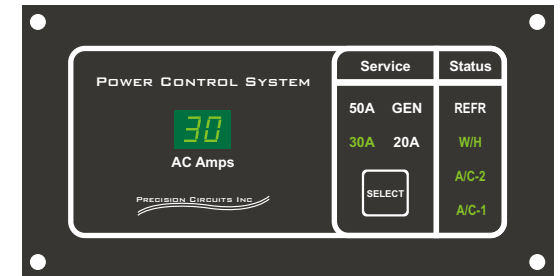 POWER CONTROL SYSTEM
30
AC Amps
PRECISION CIRCUITS INC
Service
50A GEN
30A 20A
SELECT
Status
REFR
W/H
A/C-2
A/C-1